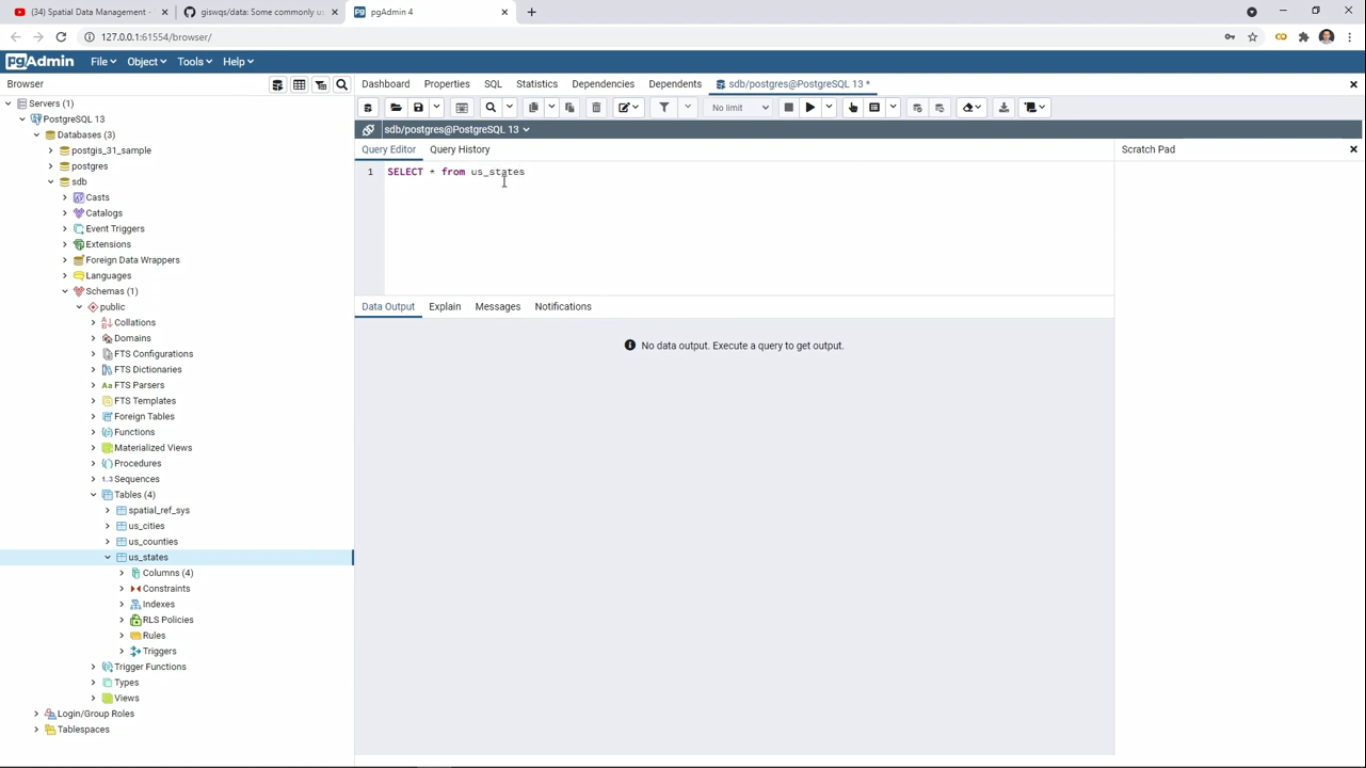 (34) Spatial Data Management -
giswqs/data: Some commonly u
pgAdmin 4
127.0.0.1:61554/browser/
pgAdmin File Object Tools Help
Browser
Dashboard Properties SQL Statistics Dependencies Dependents sdb/postgres@PostgreSQL 13 *
No limit
sdb/postgres@PostgreSQL 13
Query Editor Query History
Scratch Pad
1 SELECT * from us_states
Data Output Explain Messages Notifications
No data output. Execute a query to get output.
Servers (1)
PostgreSQL 13
Databases (3)
postgis_31_sample
postgres
sdb
Casts
Catalogs
Event Triggers
Extensions
Foreign Data Wrappers
Languages
Schemas (1)
public
Collations
Domains
FTS Configurations
FTS Dictionaries
Aa FTS Parsers
FTS Templates
Foreign Tables
Functions
Materialized Views
Procedures
1..3 Sequences
Tables (4)
spatial_ref_sys
us_cities
us_counties
us_states
Columns (4)
Constraints
Indexes
RLS Policies
Rules
Triggers
Trigger Functions
Types
Views
Login/Group Roles
Tablespaces